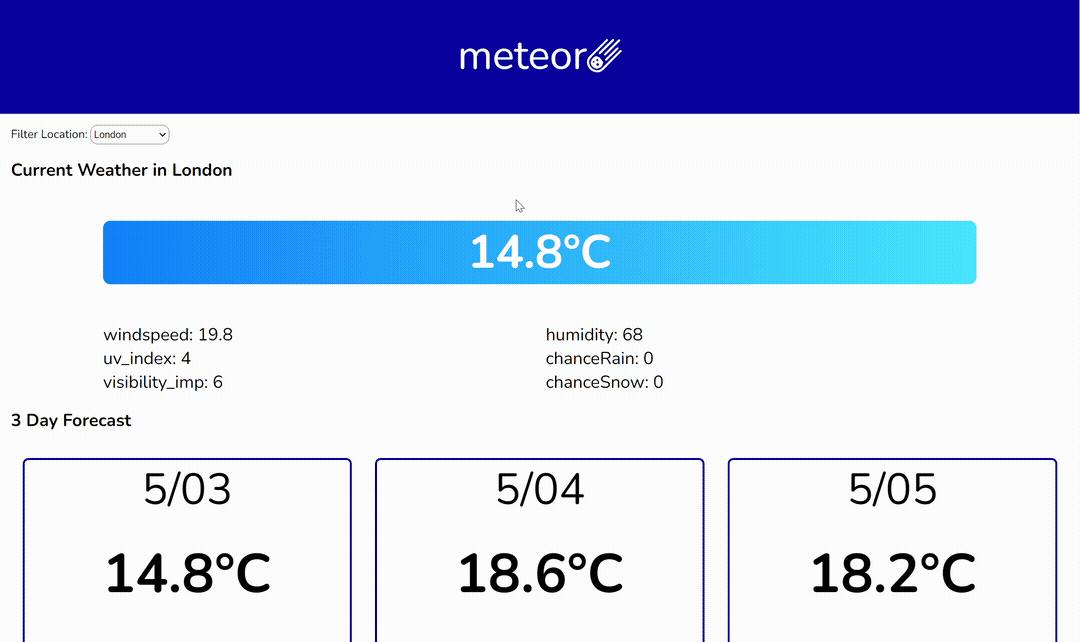 meteor
Filter Location: London
Current Weather in London
14.8°C
windspeed: 19.8
humidity: 68
uv_index: 4
chanceRain: 0
visibility_imp: 6
chanceSnow: 0
3 Day Forecast
5/03
5/04
5/05
14.8°C
18.6°C
18.2°C